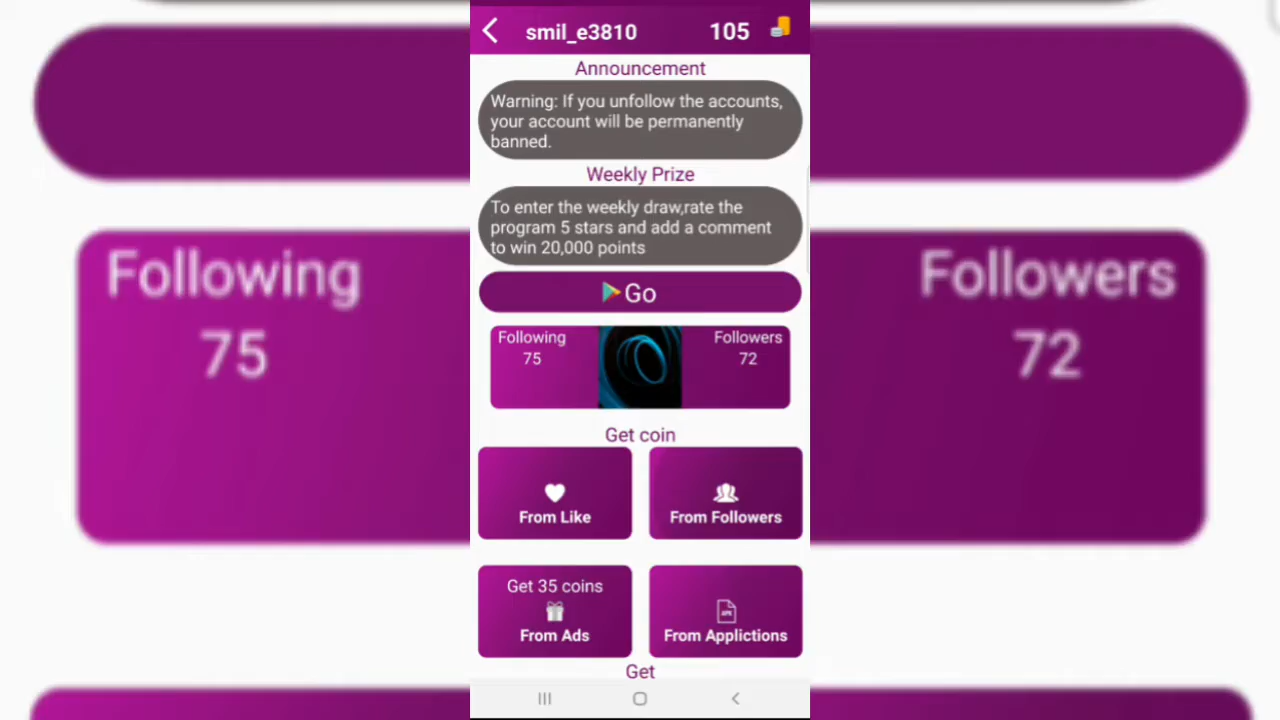 smil_e3810 105
Announcement
Warning: If you unfollow the accounts,
your account will be permanently
banned.
Weekly Prize
To enter the weekly draw,rate the
program 5 stars and add a comment
to win 20,000 points
Go
Following Followers
75 72
Following Followers
75 72
Get coin
From Like From Followers
Get 35 coins
From Ads From Applictions
Get